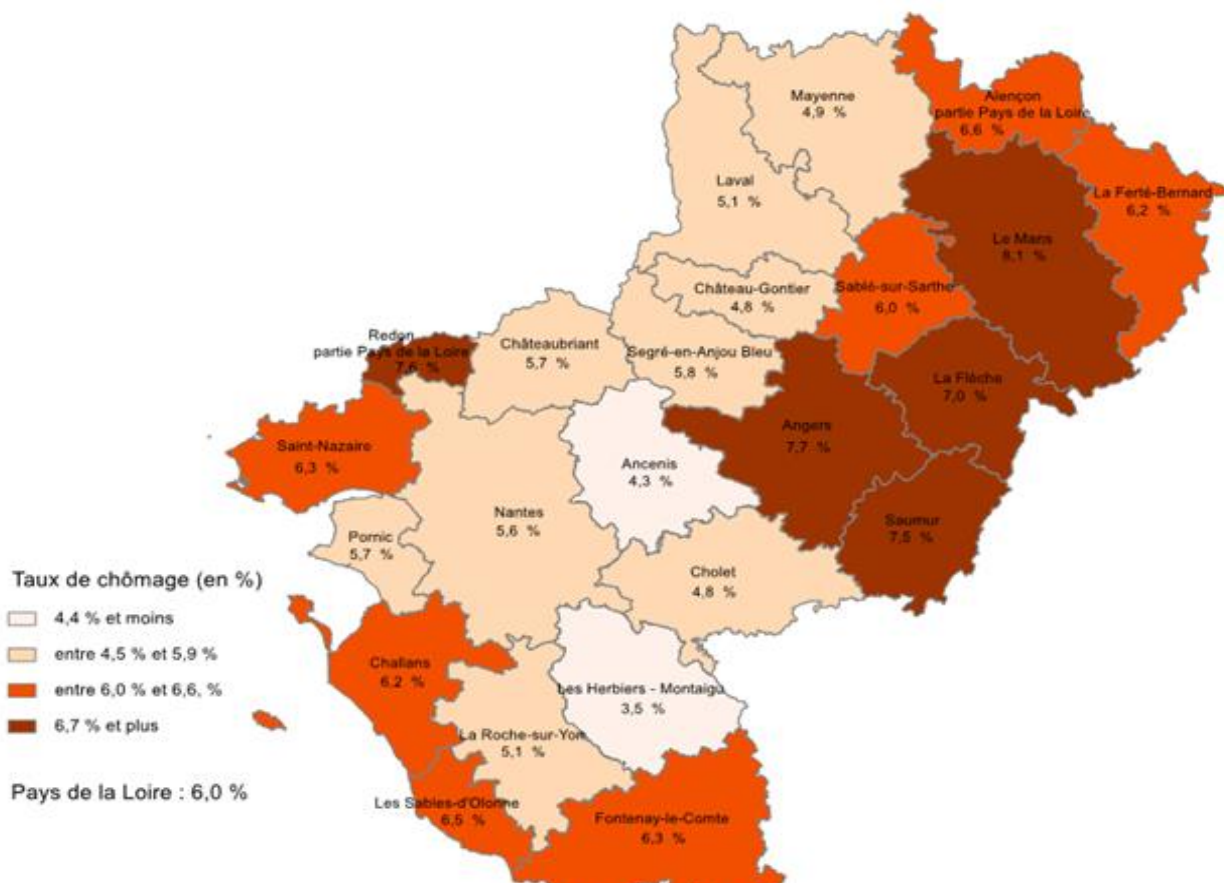 Mayenne
4,9 %
Alençon
partie Pays de la Loire
6,6 %
Laval
5,1 %
La Ferté-Bernard
6,2 %
Le Mans
8,1 %
Château-Gontier
4,8 %
Sablé-sur-Sarthe
6,0 %
Redon
partie Pays de la Loire
7,6 %
Châteaubriant
5,7 %
Segré-en-Anjou Bleu
5,8 %
La Flèche
7,0 %
Angers
7,7 %
Saint-Nazaire
6,3 %
Ancenis
4,3 %
Nantes
5,6 %
Saumur
7,5 %
Pornic
5,7 %
Cholet
4,8 %
Taux de chômage (en %)
4,4 % et moins
entre 4,5 % et 5,9 %
entre 6,0 % et 6,6, %
6,7 % et plus
Pays de la Loire : 6,0 %
Challans
6,2 %
Les Herbiers - Montaigu
3,5 %
La Roche-sur-Yon
5,1 %
Les Sables-d'Olonne
6,5 %
Fontenay-le-Comte
6,3 %